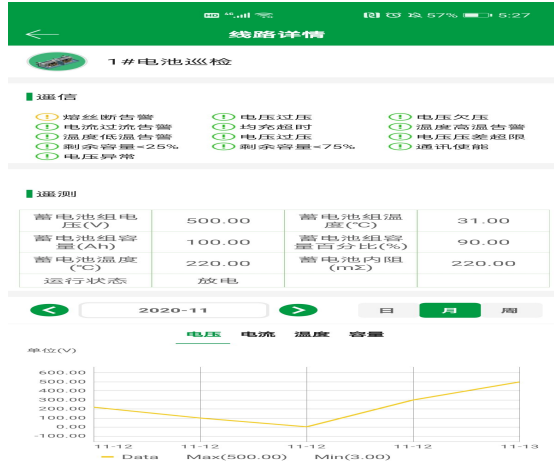 HD 5G 57% 5:27
线路详情
1#电池巡检
遥信
熔丝断告警 电压过压 电压欠压
电流过流告警 均充超时 温度高温告警
温度低温告警 剩余容量<25% 剩余容量<75% 电压压差超限
电压异常 通讯使能
遥测
蓄电池组电压(V) 500.00 蓄电池组温度(℃) 31.00
蓄电池组容量(Ah) 100.00 蓄电池组容量百分比(%) 90.00
蓄电池温度(℃) 220.00 蓄电池内阻(mΣ) 220.00
运行状态 放电
2020-11 日 月 周
电压 电流 温度 容量
单位(V)
600.00
500.00
400.00
300.00
200.00
100.00
0.00
-100.00
11-12 11-12 11-12 11-12 11-13
Data Max(500.00) Min(3.00)